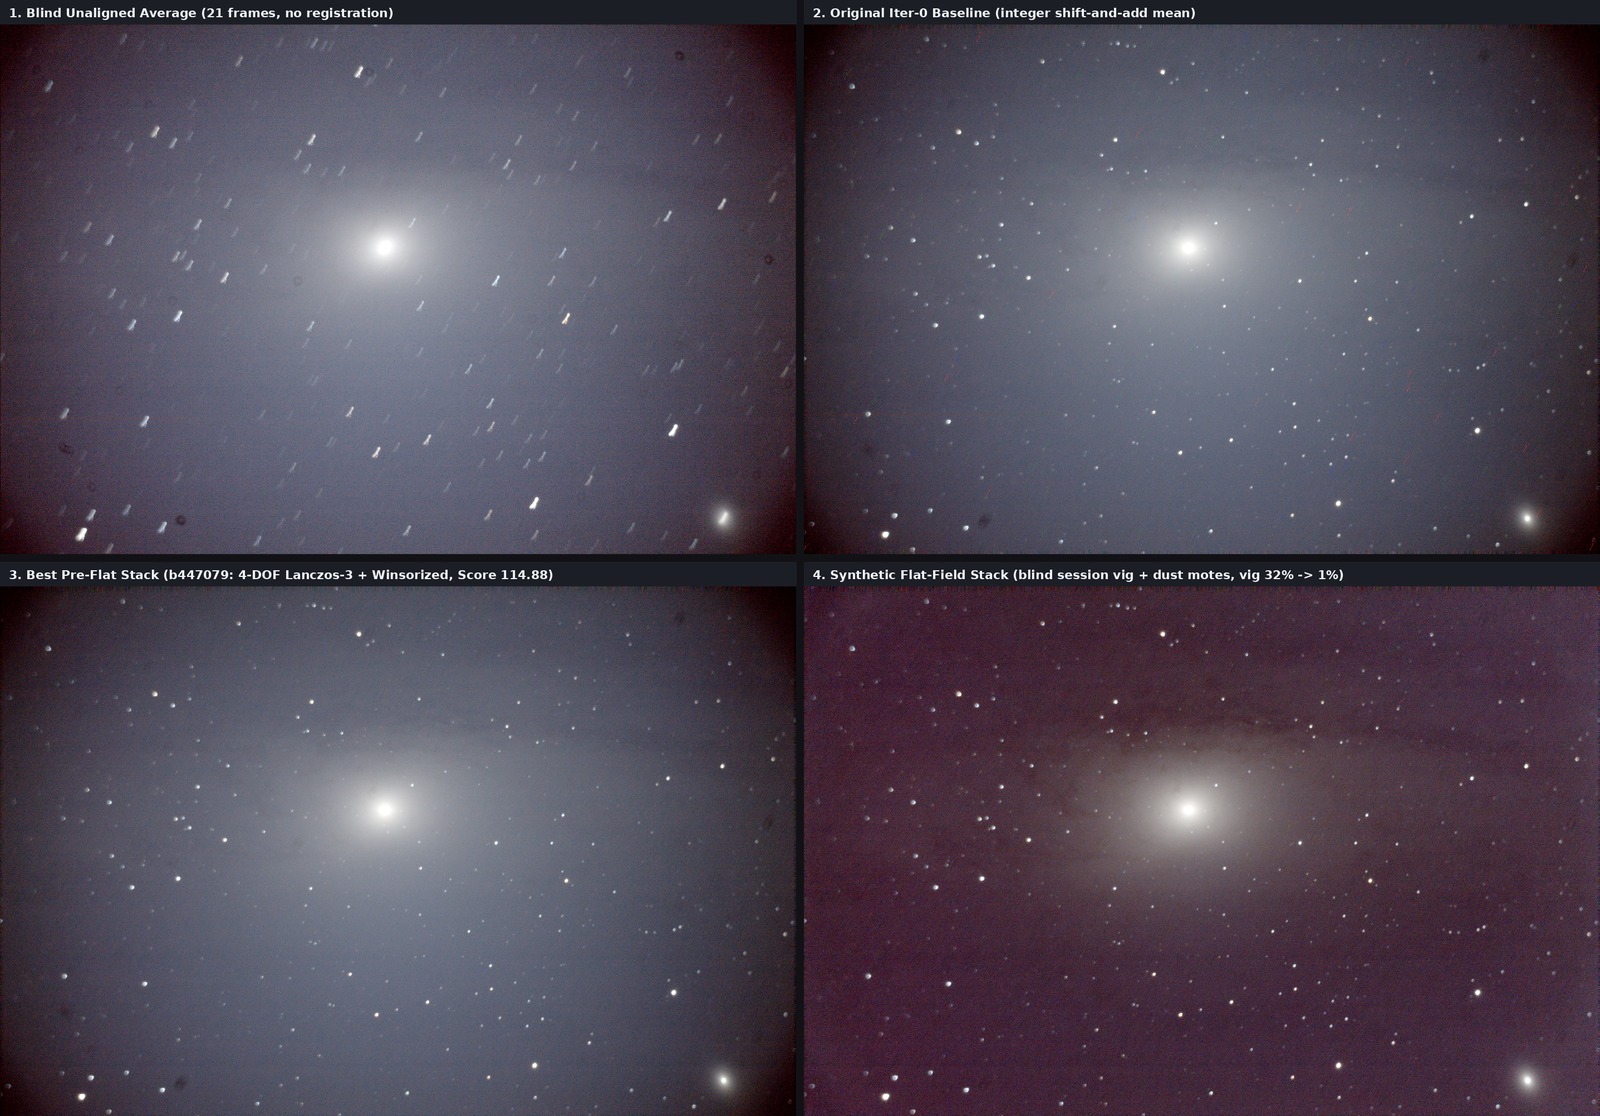 1. Blind Unaligned Average (21 frames, no registration)
2. Original Iter-0 Baseline (integer shift-and-add mean)
3. Best Pre-Flat Stack (b447079: 4-DOF Lanczos-3 + Winsorized, Score 114.88)
4. Synthetic Flat-Field Stack (blind session vig + dust motes, vig 32% -> 1%)